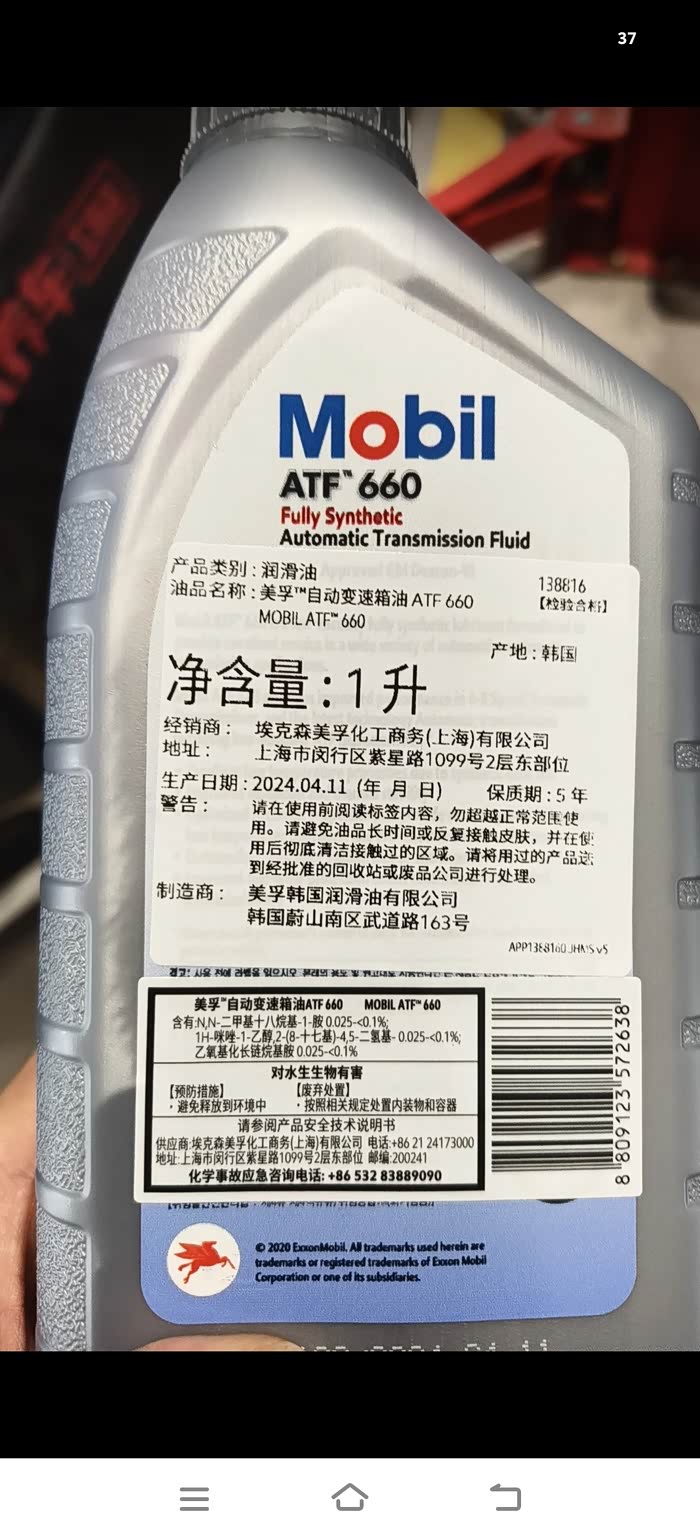 37
Mobil
ATF™ 660
Fully Synthetic
Automatic Transmission Fluid
产品类别：润滑油
138816
油品名称：美孚™自动变速箱油 ATF 660
【检验合格】
MOBIL ATF™ 660
产地：韩国
净含量：1 升
经销商： 埃克森美孚化工商务(上海)有限公司
地址： 上海市闵行区紫星路1099号2层东部位
生产日期：2024.04.11 (年 月 日) 保质期：5 年
警告： 请在使用前阅读标签内容，勿超越正常范围使
用。请避免油品长时间或反复接触皮肤，并在使
用后彻底清洁接触过的区域。请将用过的产品送
到经批准的回收站或废品公司进行处理。
制造商： 美孚韩国润滑油有限公司
韩国蔚山南区武道路163号
APP1388160JHMS v5
美孚™自动变速箱油ATF 660 MOBIL ATF™ 660
含有:N,N-二甲基十八烷基-1-胺 0.025-<0.1%;
1H-咪唑-1-乙醇,2-(8-十七基)-4,5-二氢基- 0.025-<0.1%;
乙氧基化长链烷基胺 0.025-<0.1%
对水生生物有害
【预防措施】 【废弃处置】
·避免释放到环境中 ·按照相关规定处置内装物和容器
请参阅产品安全技术说明书
供应商:埃克森美孚化工商务(上海)有限公司 电话:+86 21 24173000
地址:上海市闵行区紫星路1099号2层东部位 邮编:200241
化学事故应急咨询电话: +86 532 83889090
8 809123 572638
© 2020 ExxonMobil. All trademarks used herein are
trademarks or registered trademarks of Exxon Mobil
Corporation or one of its subsidiaries.